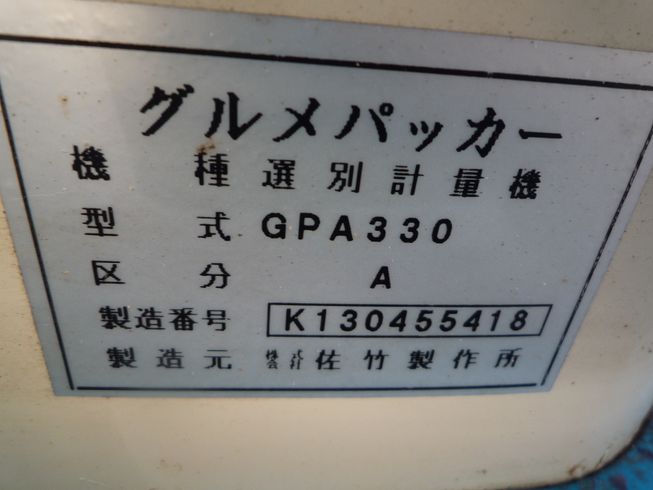 グルメパッカー
機種 選別計量機
型式 GPA330
区分 A
製造番号 K130455418
製造元 株式会社 佐竹製作所